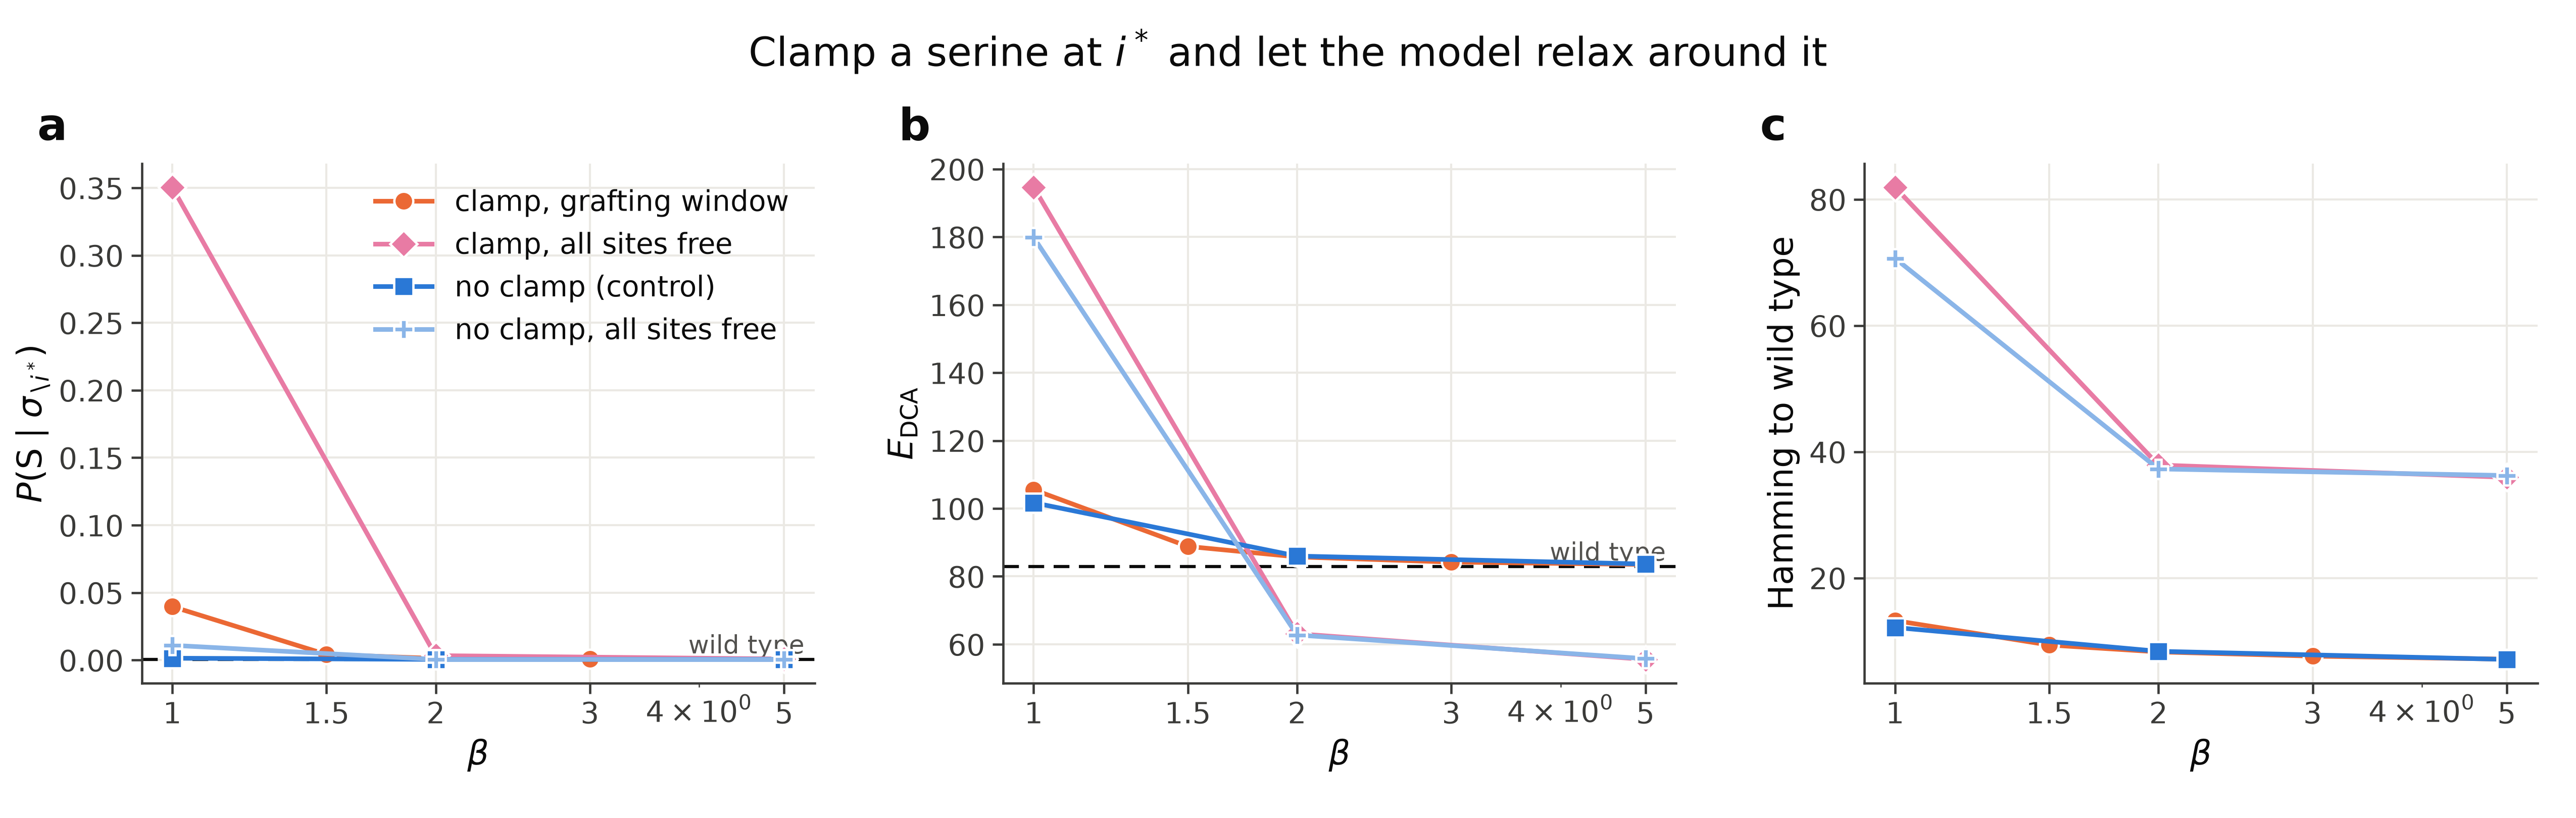 Clamp a serine at i* and let the model relax around it
a
b
c
P(S | σ\i*)
0.35
0.30
0.25
0.20
0.15
0.10
0.05
0.00
clamp, grafting window
clamp, all sites free
no clamp (control)
no clamp, all sites free
wild type
1
1.5
2
3
4 × 10⁰
5
β
E_DCA
200
180
160
140
120
100
80
60
wild type
1
1.5
2
3
4 × 10⁰
5
β
Hamming to wild type
80
60
40
20
1
1.5
2
3
4 × 10⁰
5
β